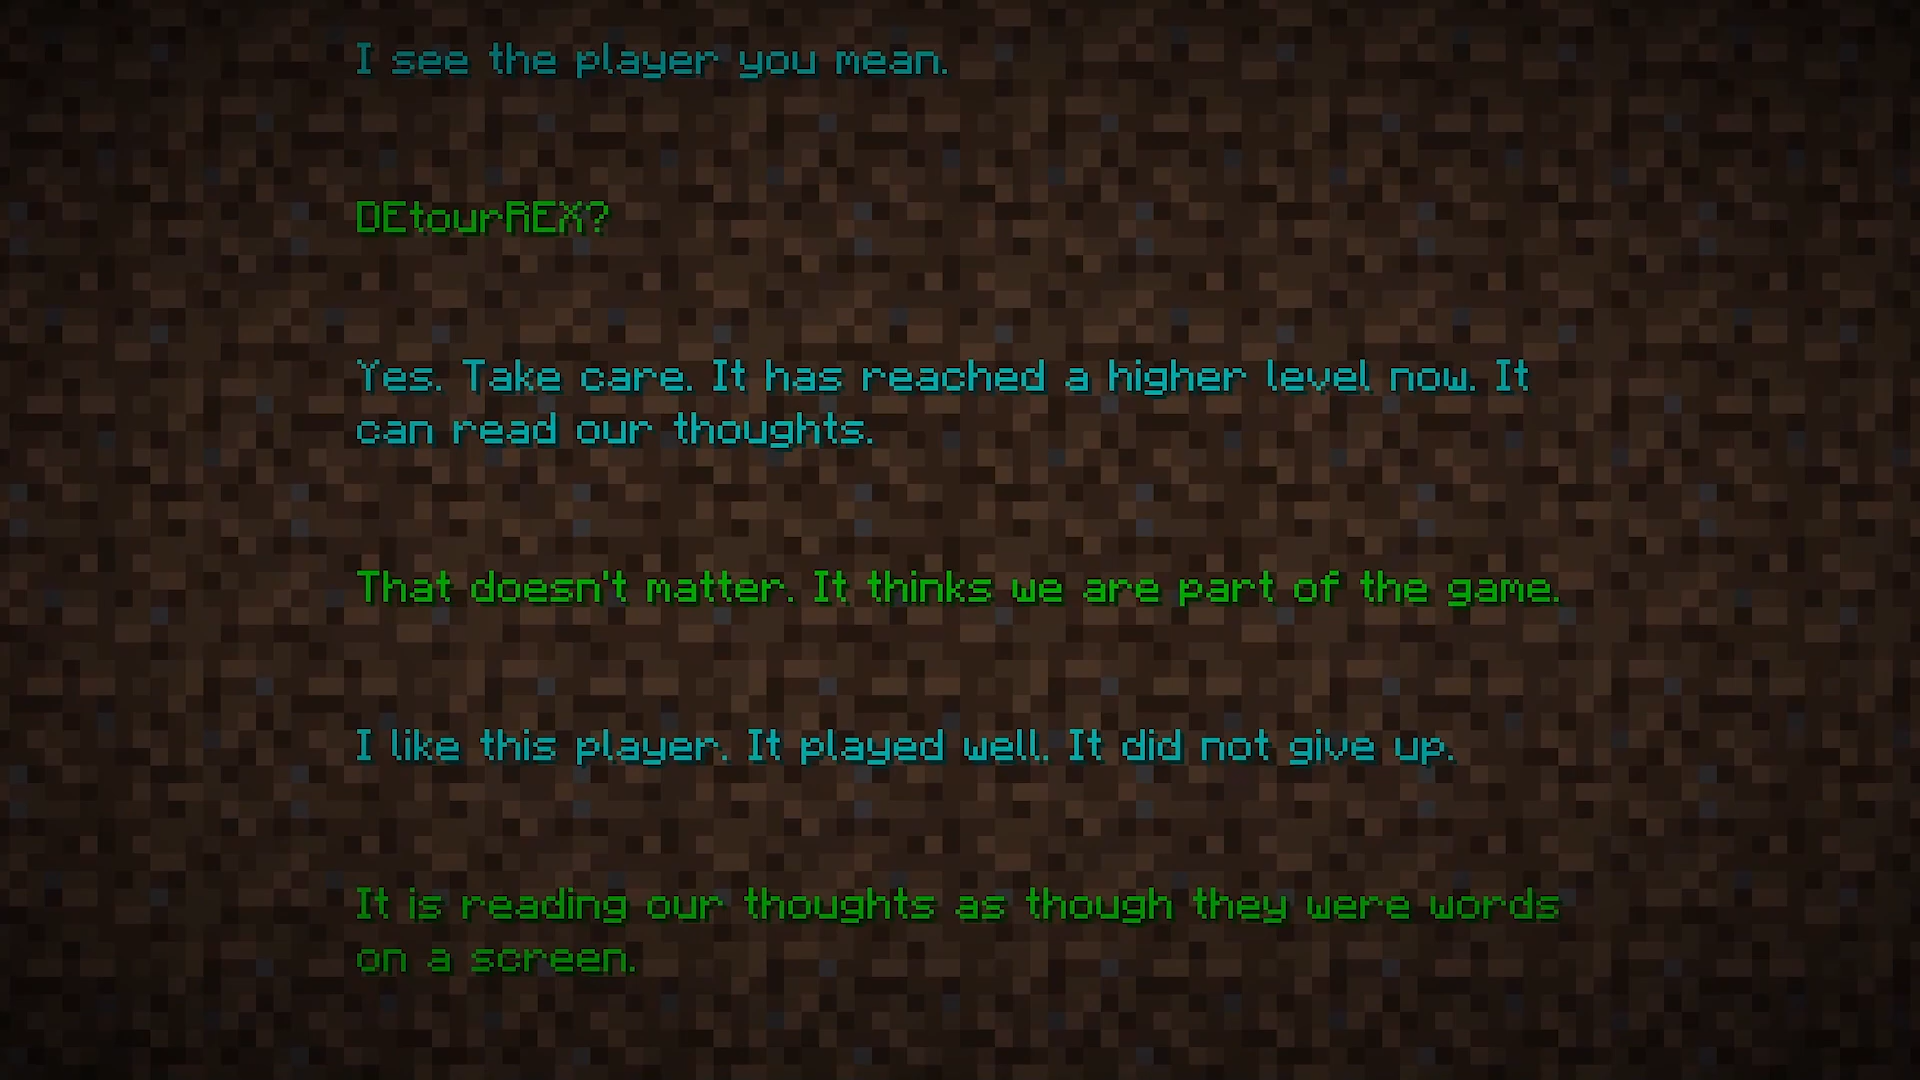 I see the player you mean.
DEtourREX?
Yes. Take care. It has reached a higher level now. It
can read our thoughts.
That doesn't matter. It thinks we are part of the game.
I like this player. It played well. It did not give up.
It is reading our thoughts as though they were words
on a screen.